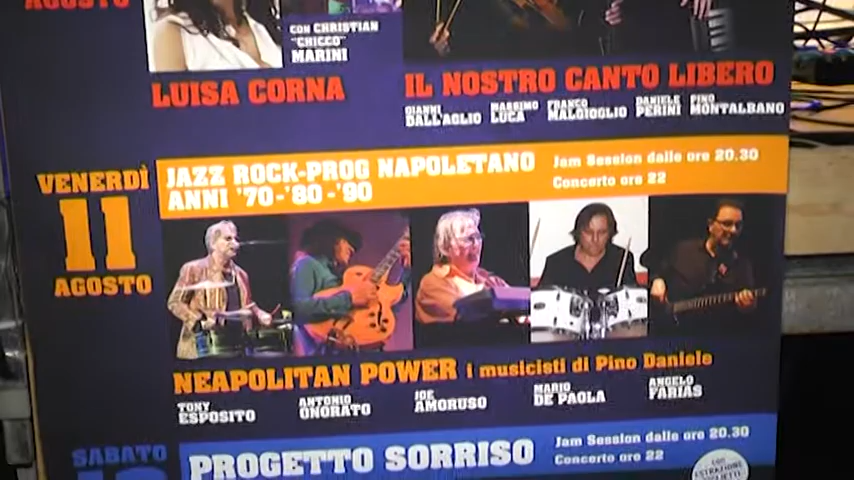 AGOSTO
CON CHRISTIAN
"CHICCO"
MARINI
LUISA CORNA
IL NOSTRO CANTO LIBERO
GIANNI DALL'AGLIO
MASSIMO LUCA
FRANCO MALGIOGLIO
DANIELE PERINI
PINO MONTALBANO
VENERDÌ
11
AGOSTO
JAZZ ROCK-PROG NAPOLETANO
ANNI '70-'80-'90
Jam Session dalle ore 20.30
Concerto ore 22
NEAPOLITAN POWER i musicisti di Pino Daniele
TONY ESPOSITO
ANTONIO ONORATO
JOE AMORUSO
MARIO DE PAOLA
ANGELO FARIAS
SABATO
PROGETTO SORRISO
Jam Session dalle ore 20.30
Concerto ore 22
CON
ESTRAZIONE